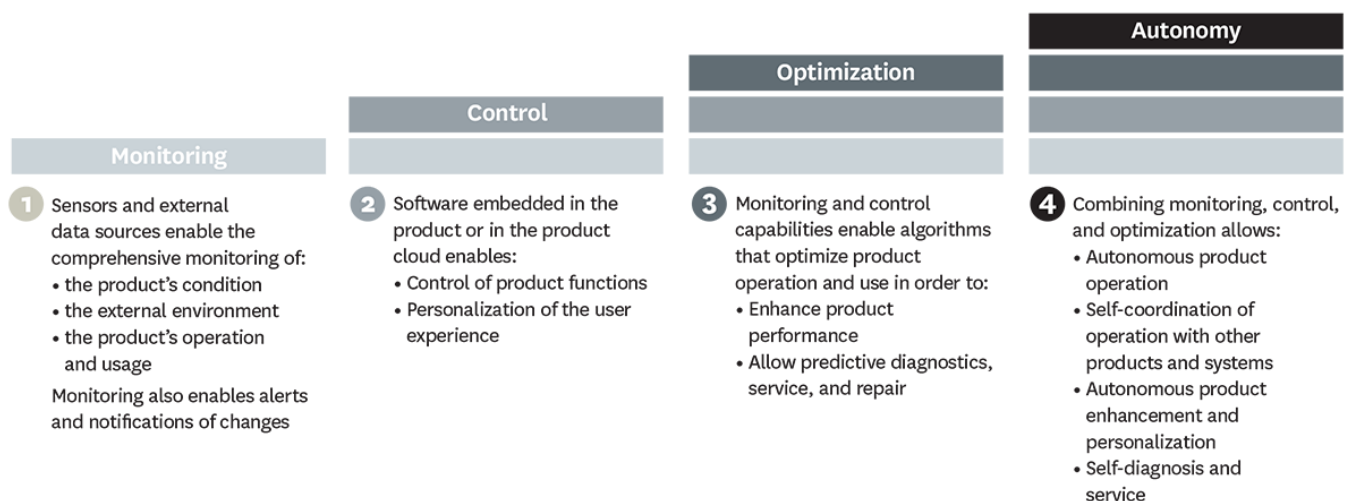 Monitoring
1
Sensors and external
data sources enable the
comprehensive monitoring of:
• the product's condition
• the external environment
• the product's operation
and usage
Monitoring also enables alerts
and notifications of changes
Control
2
Software embedded in the
product or in the product
cloud enables:
• Control of product functions
• Personalization of the user
experience
Optimization
3
Monitoring and control
capabilities enable algorithms
that optimize product
operation and use in order to:
• Enhance product
performance
• Allow predictive diagnostics,
service, and repair
Autonomy
4
Combining monitoring, control,
and optimization allows:
• Autonomous product
operation
• Self-coordination of
operation with other
products and systems
• Autonomous product
enhancement and
personalization
• Self-diagnosis and
service